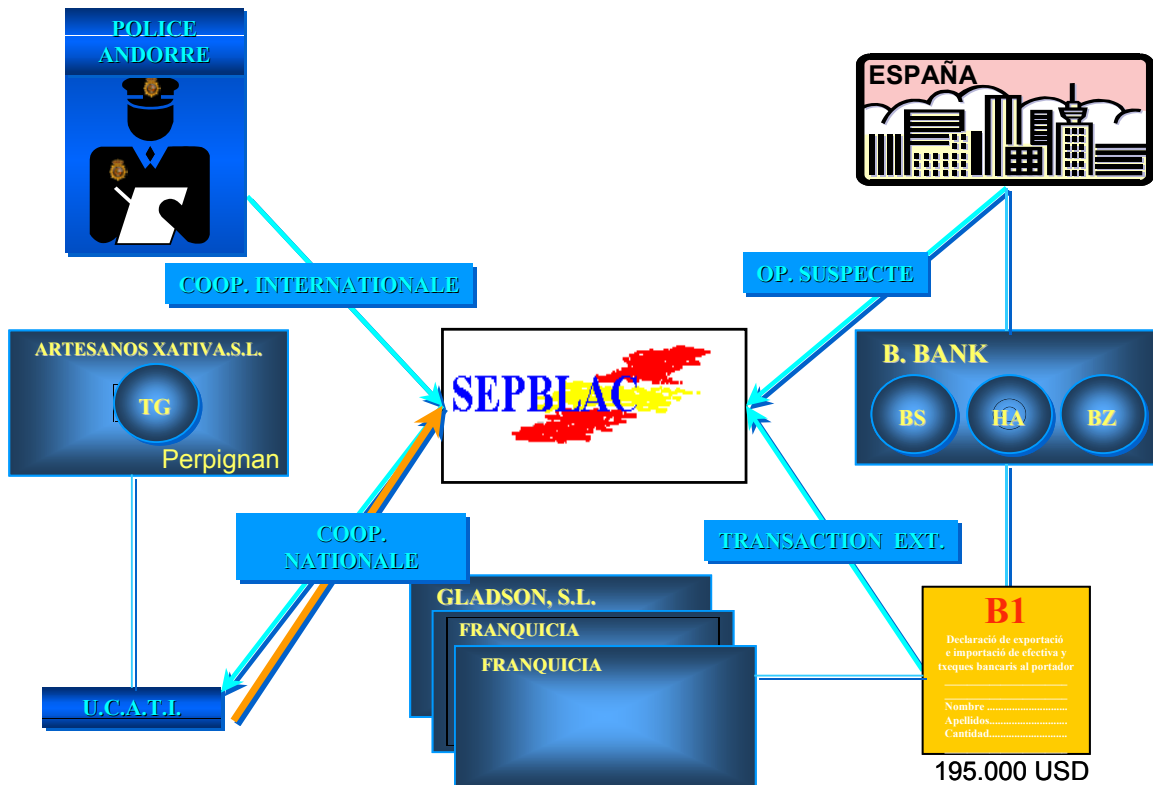 POLICE
ANDORRE
ESPAÑA
COOP. INTERNATIONALE
OP. SUSPECTE
ARTESANOS XATIVA.S.L.
TG
Perpignan
SEPBLAC
B. BANK
BS
HA
BZ
COOP.
NATIONALE
TRANSACTION EXT.
GLADSON, S.L.
FRANQUICIA
FRANQUICIA
U.C.A.T.I.
B1
Declaració de exportació
e importació de efectiva y
txeques bancaris al portador
Nombre ............................
Apellidos...........................
Cantidad...........................
195.000 USD